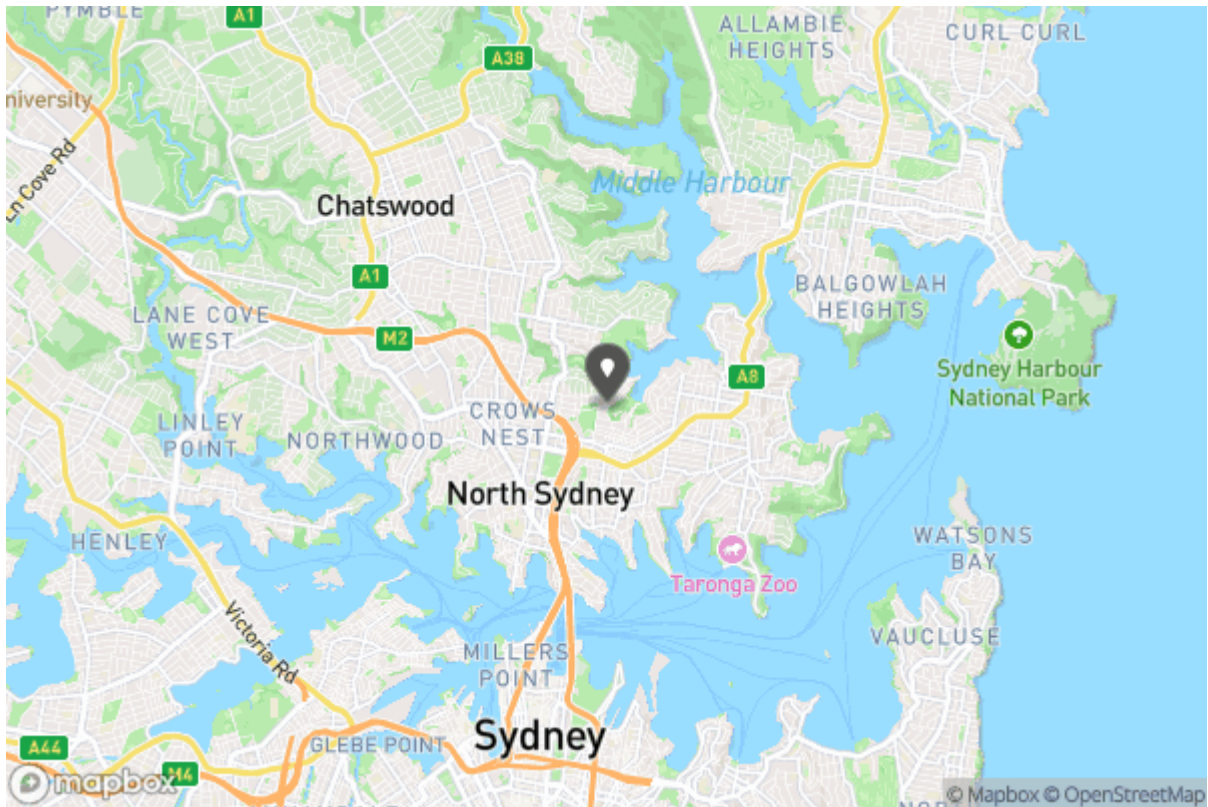 PYMBLE
A1
ALLAMBIE
HEIGHTS
CURL CURL
A38
niversity
Ln Cove Rd
Middle Harbour
Chatswood
A1
BALGOWLAH
HEIGHTS
LANE COVE
WEST
M2
Sydney Harbour
National Park
A8
CROWS
NEST
LINLEY
POINT
NORTHWOOD
North Sydney
HENLEY
WATSONS
BAY
Taronga Zoo
Victoria Rd
VAUCLUSE
MILLERS
POINT
Sydney
GLEBE POINT
A44
M4
mapbox
© Mapbox © OpenStreetMap